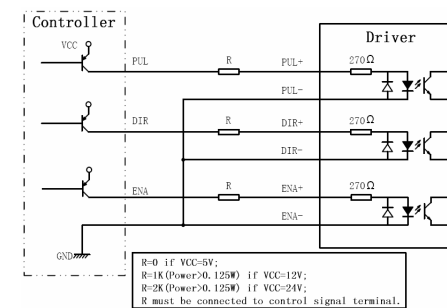 Controller
Driver
VCC
PUL R PUL+ 270Ω
PUL-
DIR R DIR+ 270Ω
DIR-
ENA R ENA+ 270Ω
ENA-
GND
R=0 if VCC=5V;
R=1K(Power>0.125W) if VCC=12V;
R=2K(Power>0.125W) if VCC=24V;
R must be connected to control signal terminal.